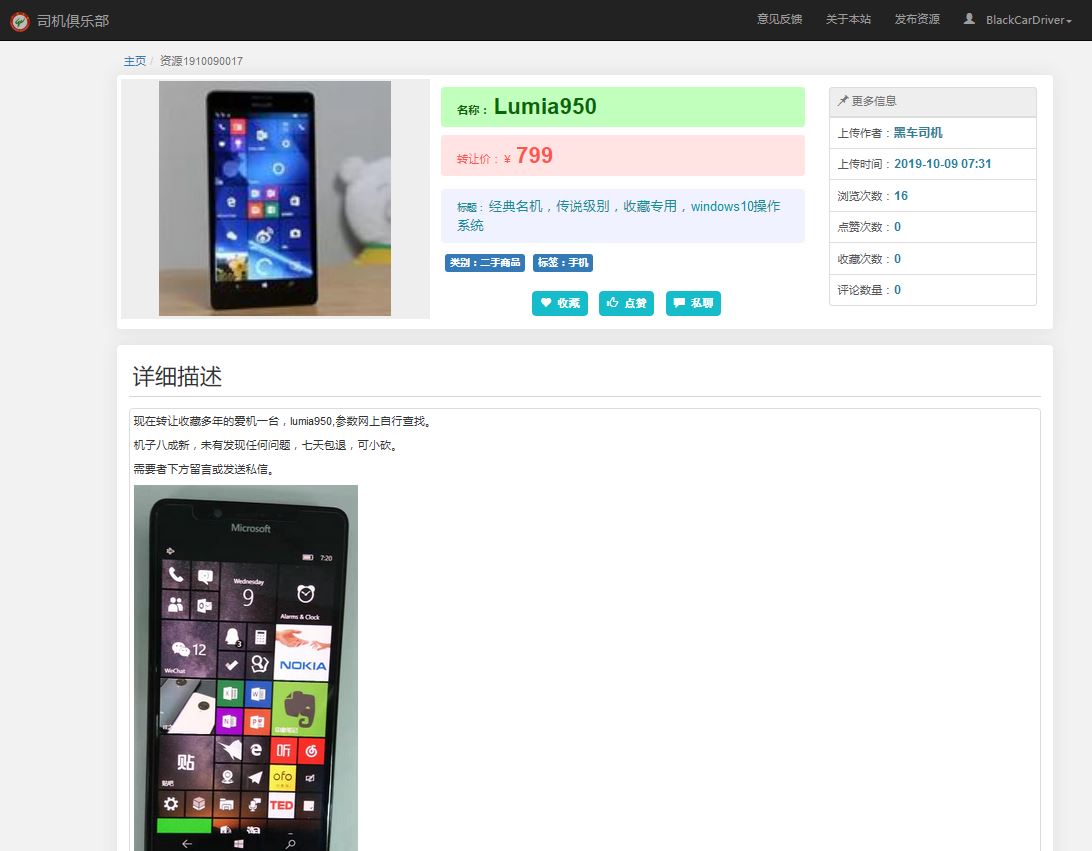 司机俱乐部
意见反馈 关于本站 发布资源 BlackCarDriver
主页 / 资源1910090017
名称： Lumia950
转让价：￥ 799
标题： 经典名机，传说级别，收藏专用，windows10操作
系统
类别：二手商品 标签：手机
收藏 点赞 私聊
更多信息
上传作者：黑车司机
上传时间：2019-10-09 07:31
浏览次数：16
点赞次数：0
收藏次数：0
评论数量：0
详细描述
现在转让收藏多年的爱机一台，lumia950,参数网上自行查找。
机子八成新，未有发现任何问题，七天包退，可小砍。
需要者下方留言或发送私信。
Microsoft
7:20
Wednesday
9
Alarms & Clock
3
12
WeChat
NOKIA
印象笔记
贴
贴吧
听
ofo
TED